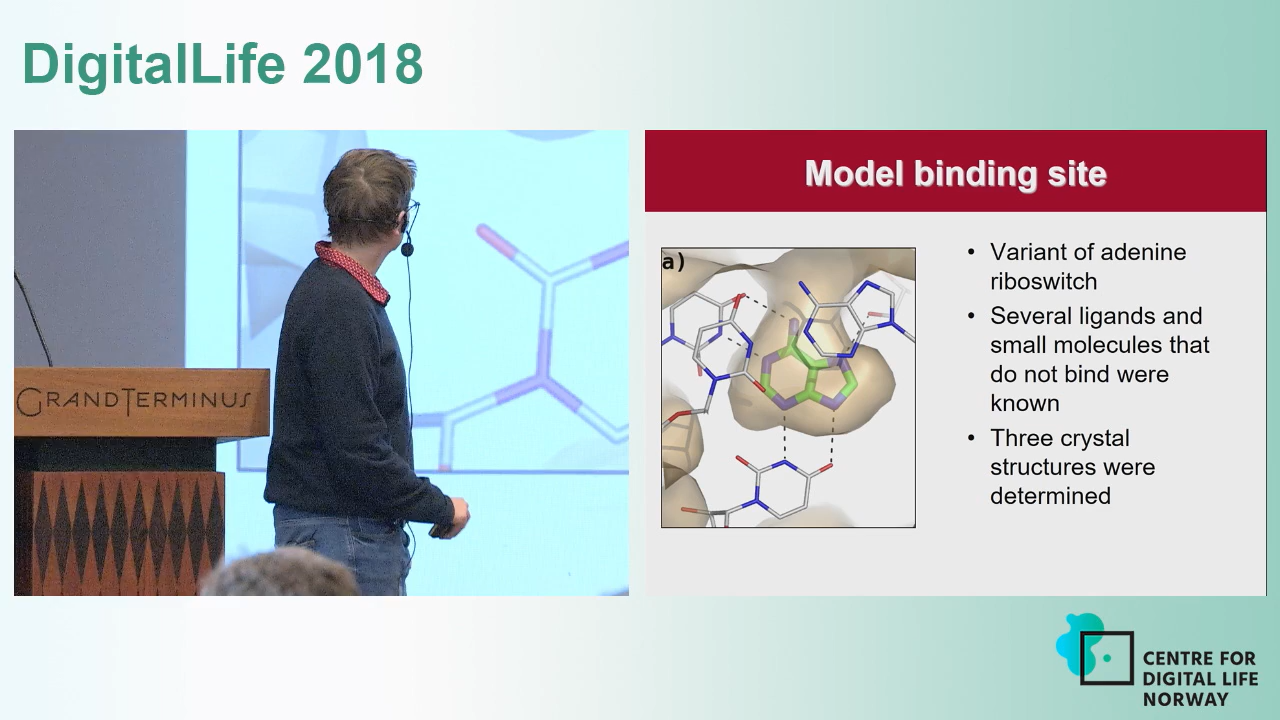 DigitalLife 2018
GRANDTERMINUS
Model binding site
a)
• Variant of adenine
riboswitch
• Several ligands and
small molecules that
do not bind were
known
• Three crystal
structures were
determined
CENTRE FOR
DIGITAL LIFE
NORWAY